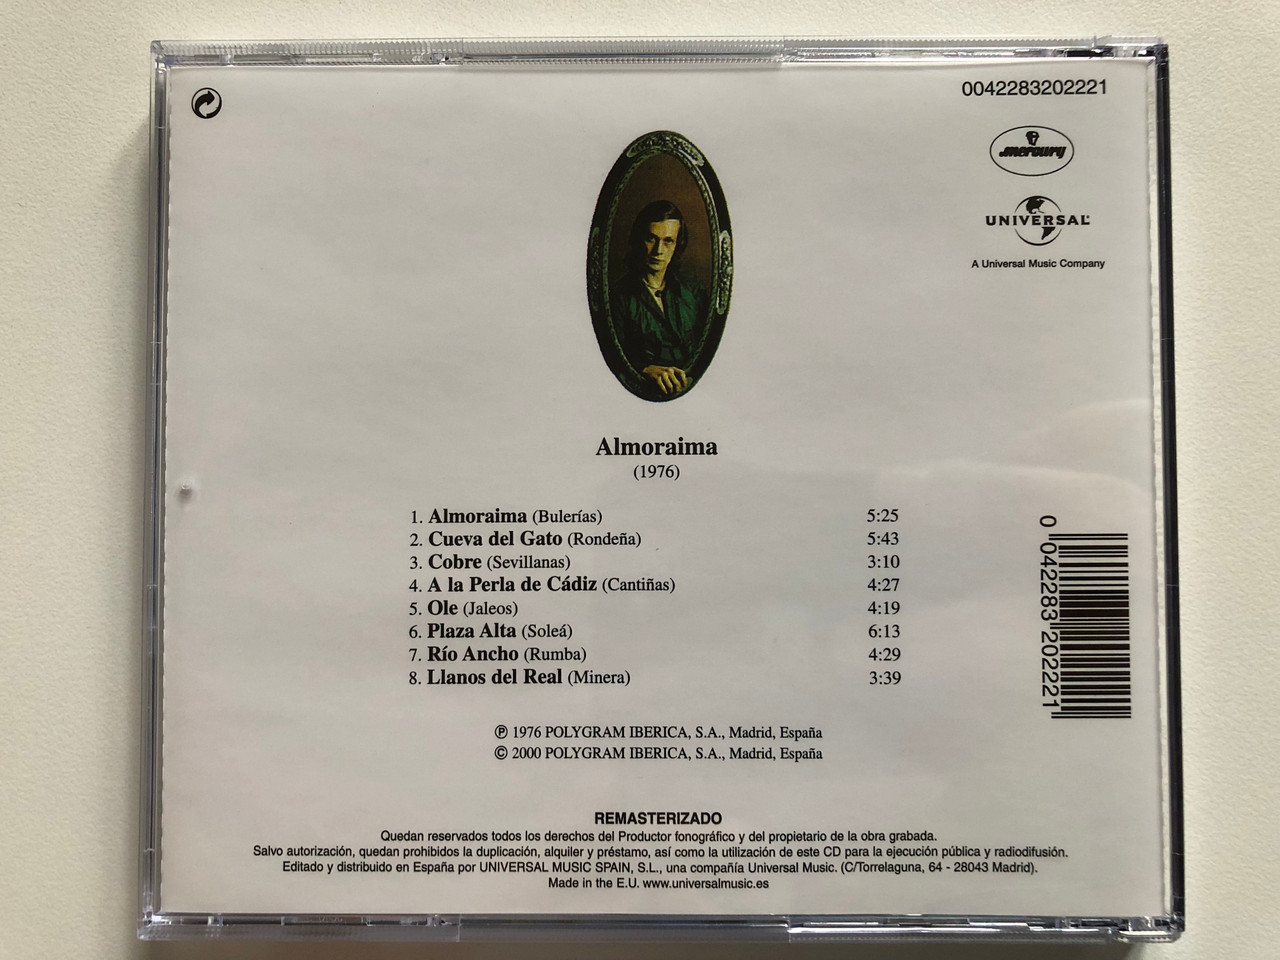 0042283202221
mercury
UNIVERSAL
A Universal Music Company
Almoraima
(1976)
1. Almoraima (Bulerías) 5:25
2. Cueva del Gato (Rondeña) 5:43
3. Cobre (Sevillanas) 3:10
4. A la Perla de Cádiz (Cantiñas) 4:27
5. Ole (Jaleos) 4:19
6. Plaza Alta (Soleá) 6:13
7. Río Ancho (Rumba) 4:29
8. Llanos del Real (Minera) 3:39
0 042283 202221
℗ 1976 POLYGRAM IBERICA, S.A., Madrid, España
© 2000 POLYGRAM IBERICA, S.A., Madrid, España
REMASTERIZADO
Quedan reservados todos los derechos del Productor fonográfico y del propietario de la obra grabada.
Salvo autorización, quedan prohibidos la duplicación, alquiler y préstamo, así como la utilización de este CD para la ejecución pública y radiodifusión.
Editado y distribuido en España por UNIVERSAL MUSIC SPAIN, S.L., una compañía Universal Music. (C/Torrelaguna, 64 - 28043 Madrid).
Made in the E.U. www.universalmusic.es